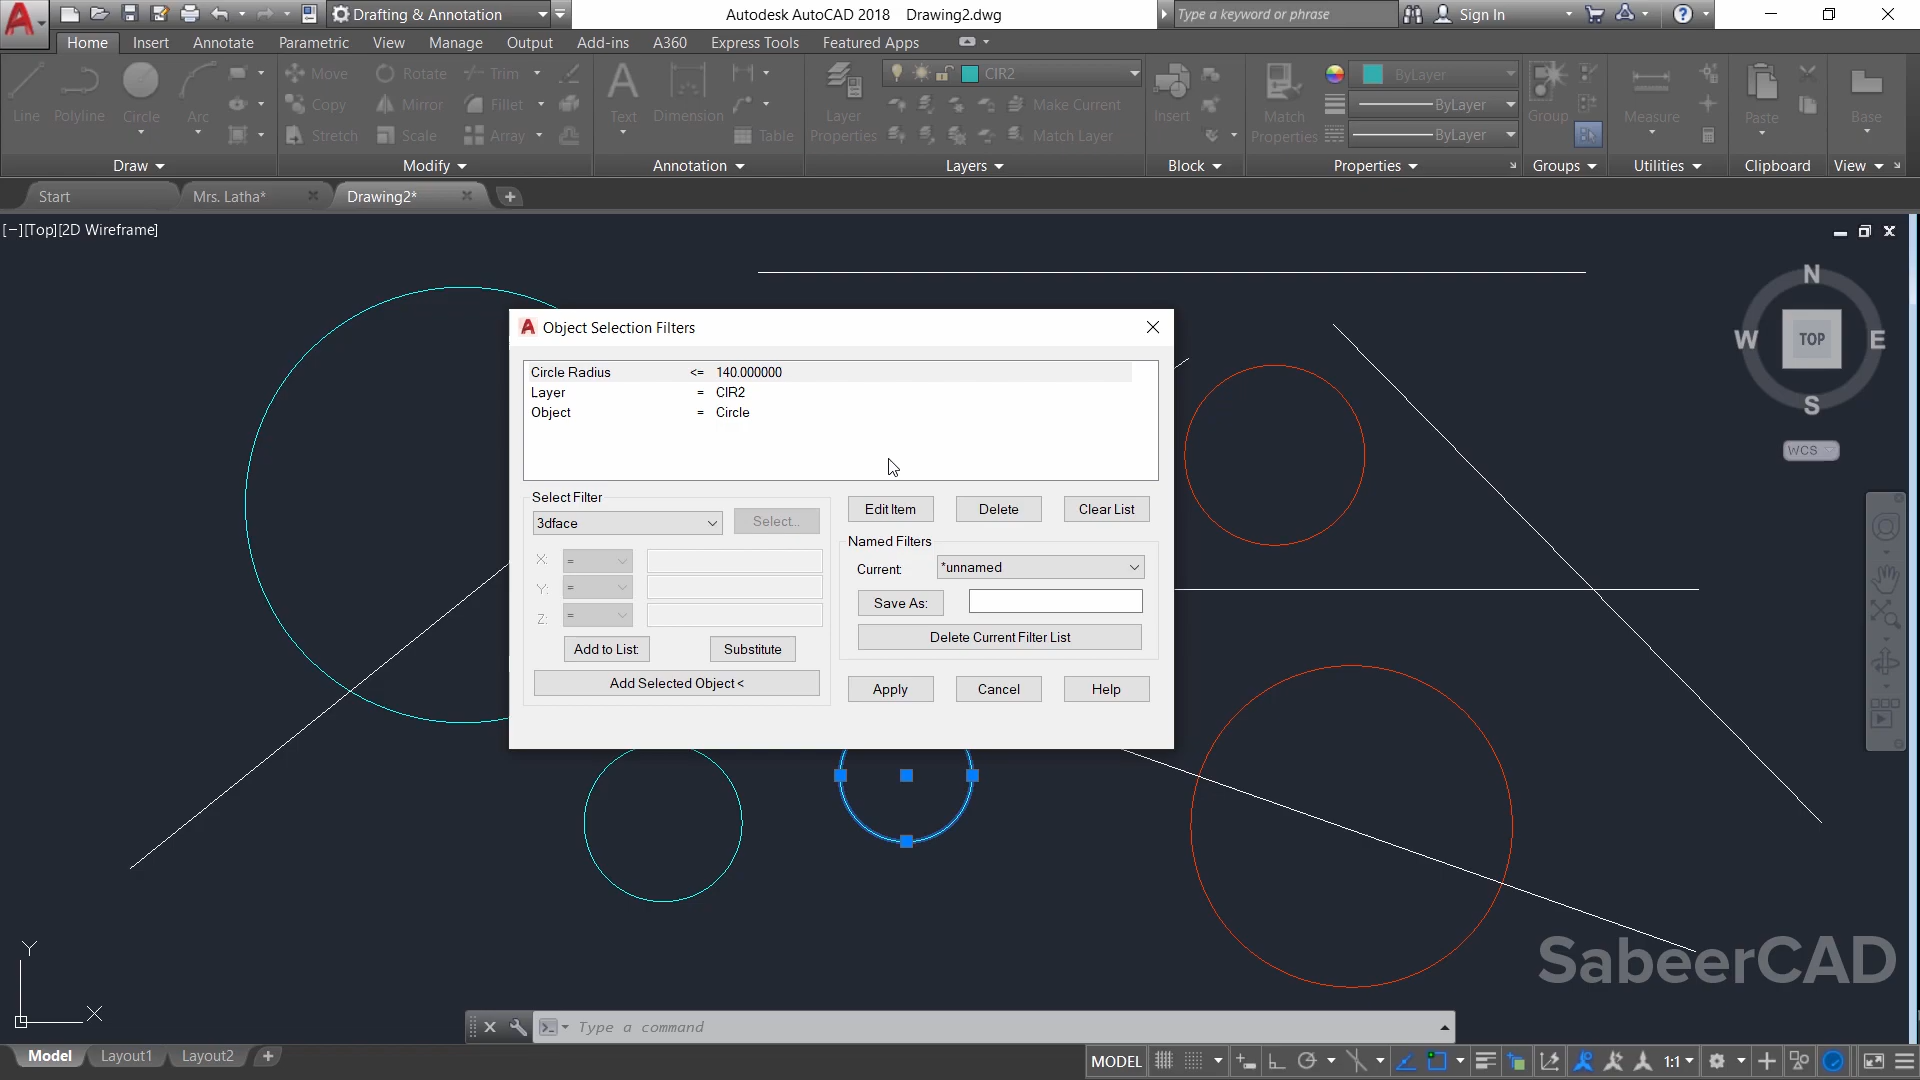 Drafting & Annotation
Autodesk AutoCAD 2018 Drawing2.dwg
Type a keyword or phrase
Sign In
Home Insert Annotate Parametric View Manage Output Add-ins A360 Express Tools Featured Apps
Line Polyline Circle Arc
Move Rotate Trim
Copy Mirror Fillet
Stretch Scale Array
Text Dimension Table
Layer Properties
CIR2
Make Current
Match Layer
Insert
Match Properties
ByLayer
ByLayer
ByLayer
Group
Measure
Paste
Base
Draw Modify Annotation Layers Block Properties Groups Utilities Clipboard View
Start Mrs. Latha* Drawing2*
[−][Top][2D Wireframe]
N
W TOP E
S
WCS
Object Selection Filters
Circle Radius <= 140.000000
Layer = CIR2
Object = Circle
Select Filter
3dface Select...
X: =
Y: =
Z: =
Add to List: Substitute
Add Selected Object <
Edit Item Delete Clear List
Named Filters
Current: *unnamed
Save As:
Delete Current Filter List
Apply Cancel Help
Y
X
SabeerCAD
Type a command
Model Layout1 Layout2
MODEL 1:1